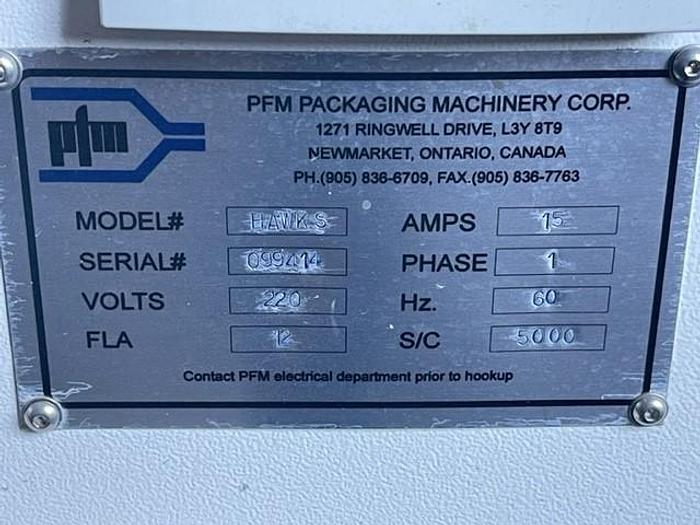 pfm
PFM PACKAGING MACHINERY CORP.
1271 RINGWELL DRIVE, L3Y 8T9
NEWMARKET, ONTARIO, CANADA
PH.(905) 836-6709, FAX.(905) 836-7763
MODEL# HAWK S AMPS 15
SERIAL# 099414 PHASE 1
VOLTS 220 Hz. 60
FLA 12 S/C 5000
Contact PFM electrical department prior to hookup